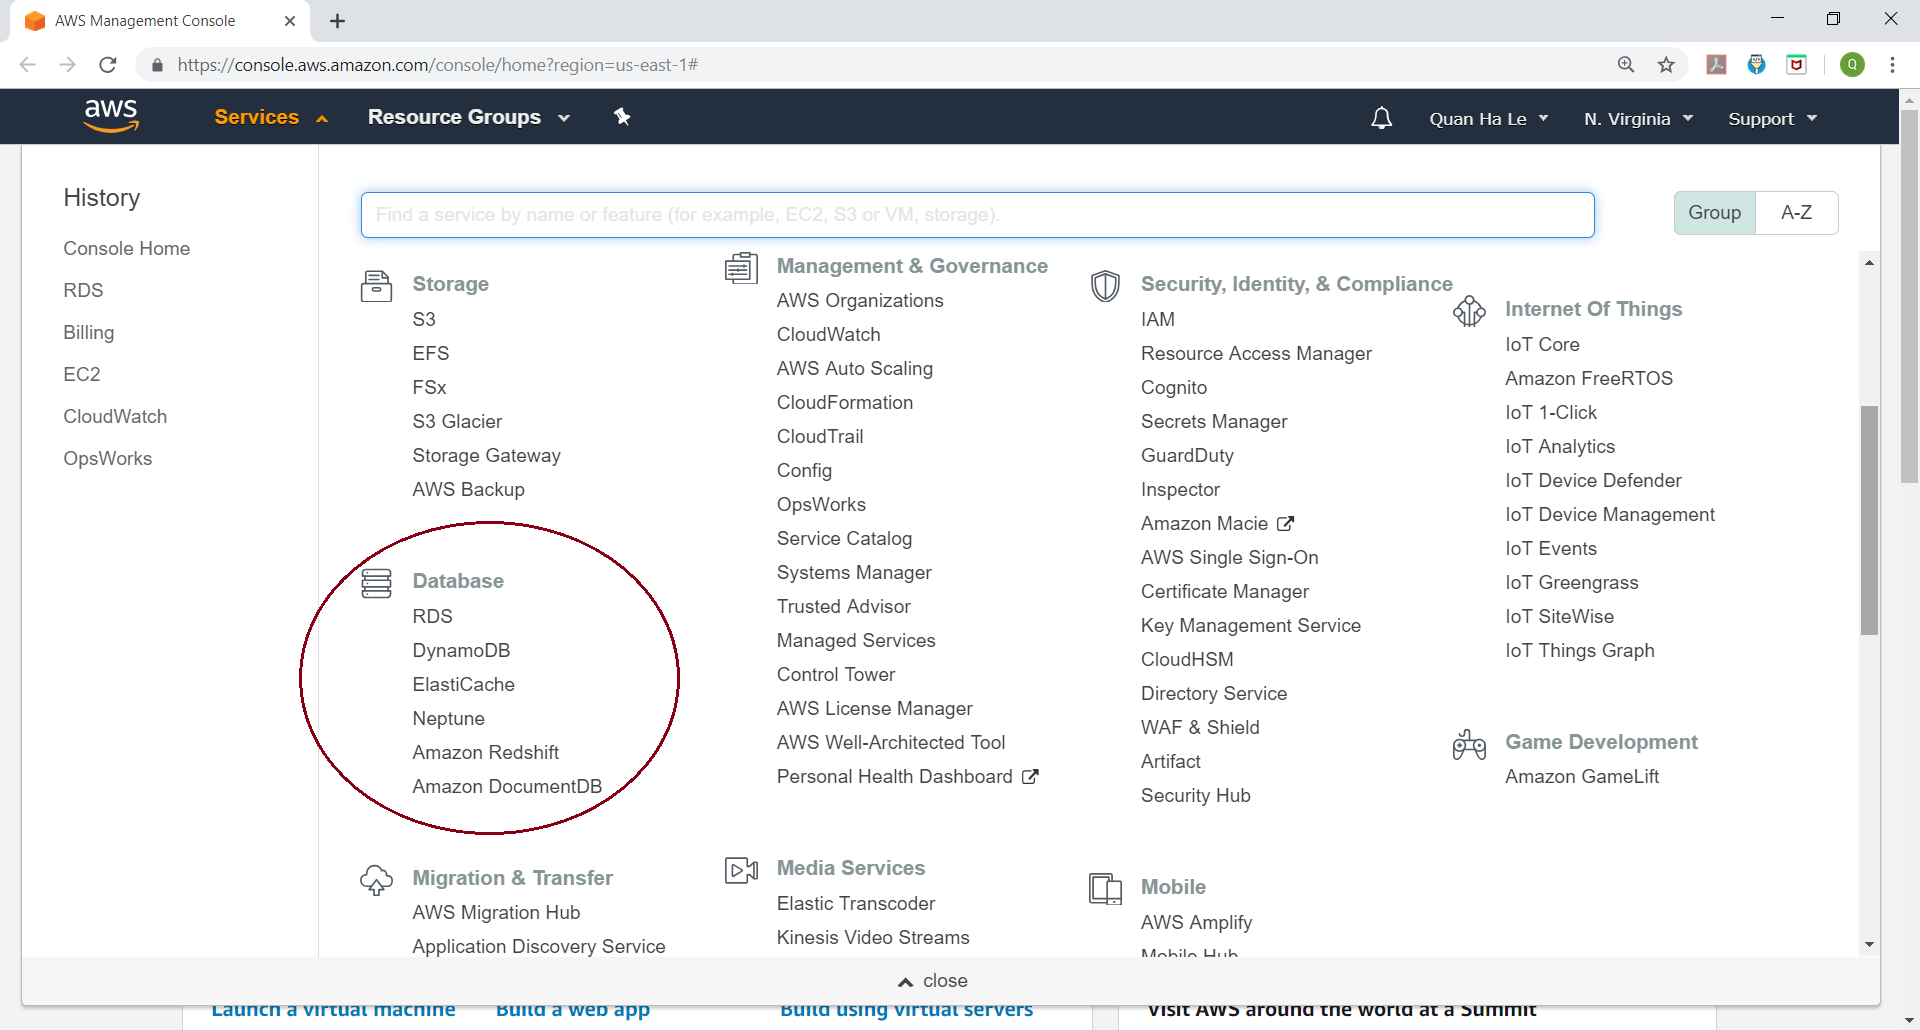 AWS Management Console
https://console.aws.amazon.com/console/home?region=us-east-1#
Q
aws
Services
Resource Groups
Quan Ha Le
N. Virginia
Support
History
Console Home
RDS
Billing
EC2
CloudWatch
OpsWorks
Find a service by name or feature (for example, EC2, S3 or VM, storage).
Group
A-Z
Storage
S3
EFS
FSx
S3 Glacier
Storage Gateway
AWS Backup
Database
RDS
DynamoDB
ElastiCache
Neptune
Amazon Redshift
Amazon DocumentDB
Migration & Transfer
AWS Migration Hub
Application Discovery Service
Management & Governance
AWS Organizations
CloudWatch
AWS Auto Scaling
CloudFormation
CloudTrail
Config
OpsWorks
Service Catalog
Systems Manager
Trusted Advisor
Managed Services
Control Tower
AWS License Manager
AWS Well-Architected Tool
Personal Health Dashboard
Media Services
Elastic Transcoder
Kinesis Video Streams
Security, Identity, & Compliance
IAM
Resource Access Manager
Cognito
Secrets Manager
GuardDuty
Inspector
Amazon Macie
AWS Single Sign-On
Certificate Manager
Key Management Service
CloudHSM
Directory Service
WAF & Shield
Artifact
Security Hub
Mobile
AWS Amplify
Mobile Hub
Internet Of Things
IoT Core
Amazon FreeRTOS
IoT 1-Click
IoT Analytics
IoT Device Defender
IoT Device Management
IoT Events
IoT Greengrass
IoT SiteWise
IoT Things Graph
Game Development
Amazon GameLift
close
Launch a virtual machine
Build a web app
Build using virtual servers
Visit AWS around the world at a Summit